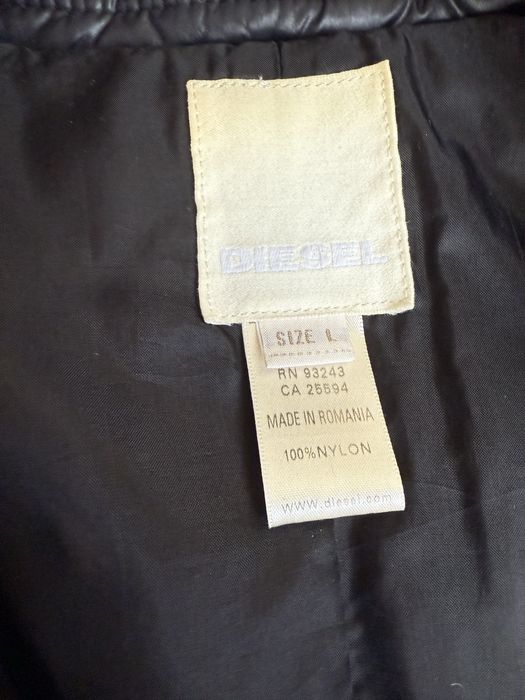 DIESEL
SIZE L
RN 93243
CA 25594
MADE IN ROMANIA
100%NYLON
www.diesel.com